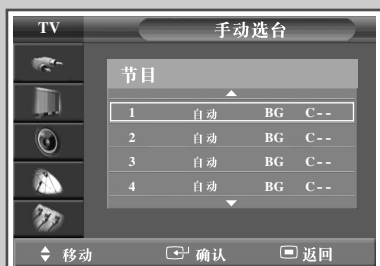 TV 手动选台
节目
1 自动 BG C--
2 自动 BG C--
3 自动 BG C--
4 自动 BG C--
移动 确认 返回